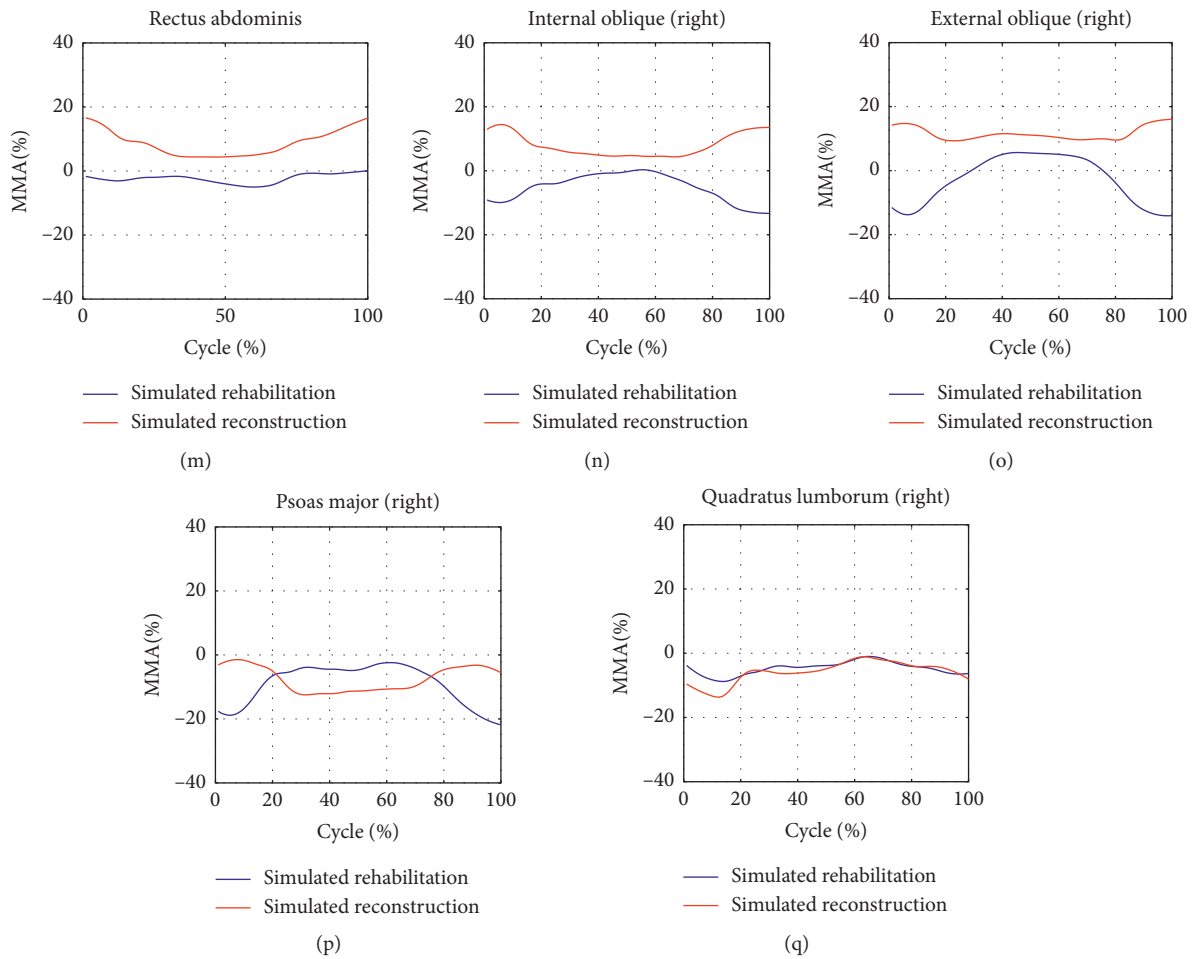 Rectus abdominis
40
20
0
−20
−40
MMA(%)
0
50
100
Cycle (%)
Simulated rehabilitation
Simulated reconstruction
(m)
Internal oblique (right)
40
20
0
−20
−40
MMA(%)
0 20 40 60 80 100
Cycle (%)
Simulated rehabilitation
Simulated reconstruction
(n)
External oblique (right)
40
20
0
−20
−40
MMA(%)
0 20 40 60 80 100
Cycle (%)
Simulated rehabilitation
Simulated reconstruction
(o)
Psoas major (right)
40
20
0
−20
−40
MMA(%)
0 20 40 60 80 100
Cycle (%)
Simulated rehabilitation
Simulated reconstruction
(p)
Quadratus lumborum (right)
40
20
0
−20
−40
MMA(%)
0 20 40 60 80 100
Cycle (%)
Simulated rehabilitation
Simulated reconstruction
(q)